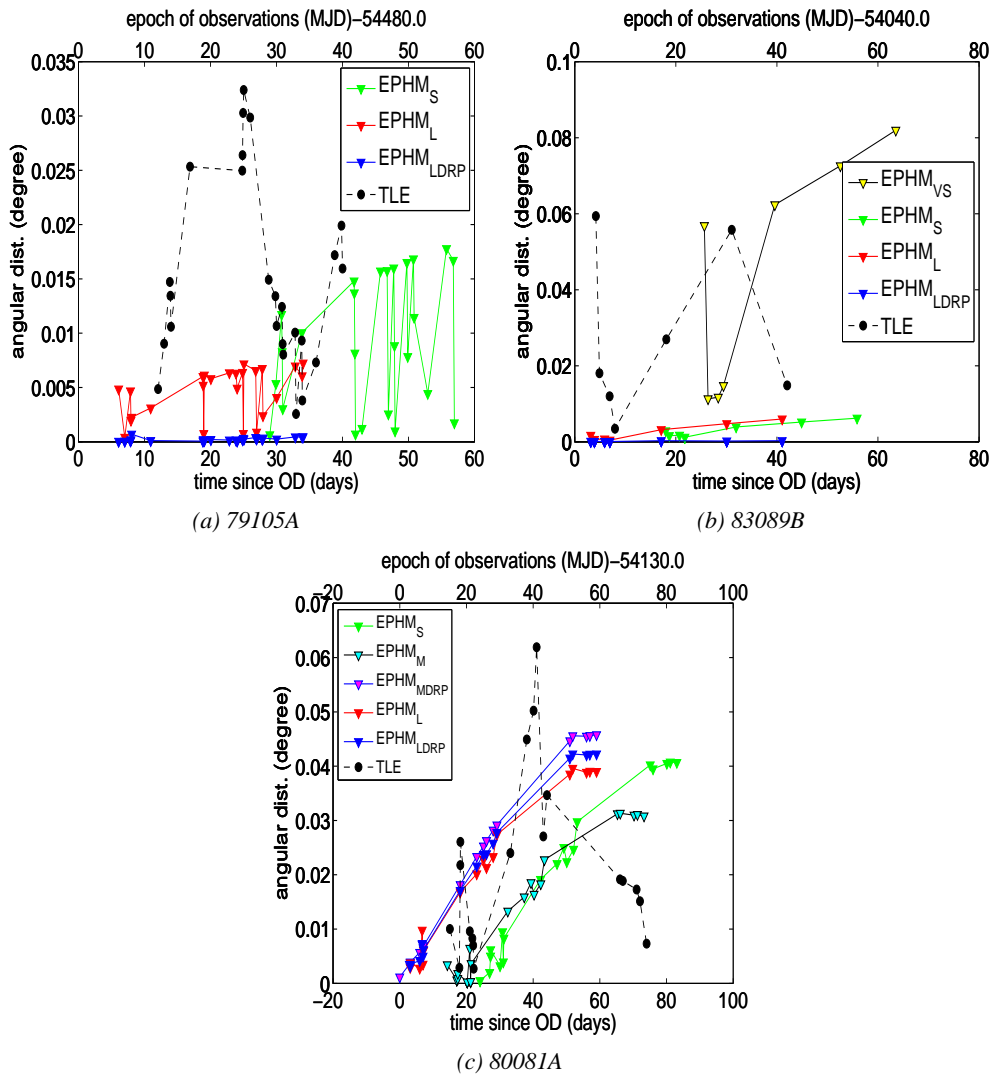 epoch of observations (MJD)−54480.0
0 10 20 30 40 50 60
0.035
0.03
0.025
0.02
0.015
0.01
0.005
0
angular dist. (degree)
EPHM_S
EPHM_L
EPHM_LDRP
TLE
0 10 20 30 40 50 60
time since OD (days)
(a) 79105A
epoch of observations (MJD)−54040.0
0 20 40 60 80
0.1
0.08
0.06
0.04
0.02
0
angular dist. (degree)
EPHM_VS
EPHM_S
EPHM_L
EPHM_LDRP
TLE
0 20 40 60 80
time since OD (days)
(b) 83089B
epoch of observations (MJD)−54130.0
−20 0 20 40 60 80 100
0.07
0.06
0.05
0.04
0.03
0.02
0.01
0
angular dist. (degree)
EPHM_S
EPHM_M
EPHM_MDRP
EPHM_L
EPHM_LDRP
TLE
−20 0 20 40 60 80 100
time since OD (days)
(c) 80081A